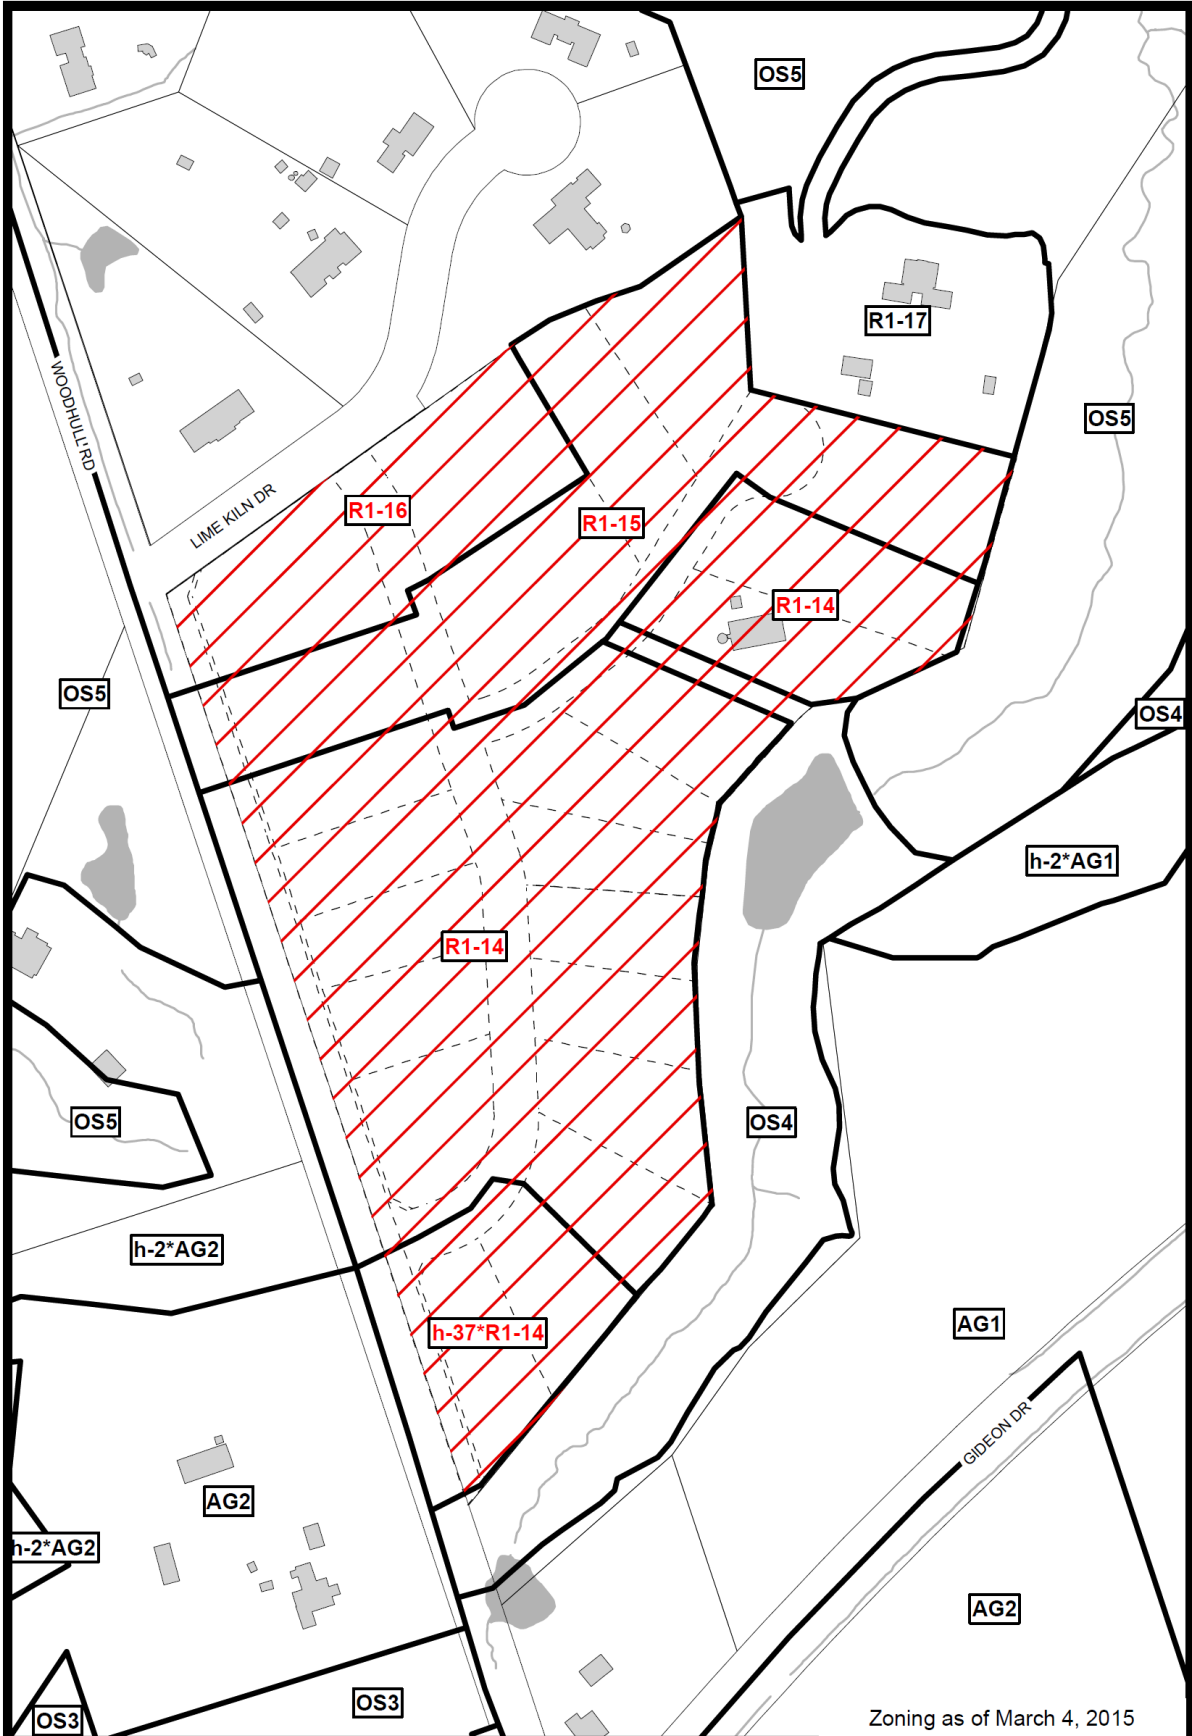 OS5
R1-17
WOODHULL RD
OS5
LIME KILN DR
R1-16
R1-15
R1-14
OS5
OS4
h-2*AG1
R1-14
OS5
OS4
h-2*AG2
AG1
h-37*R1-14
GIDEON DR
AG2
h-2*AG2
AG2
OS3
OS3
Zoning as of March 4, 2015